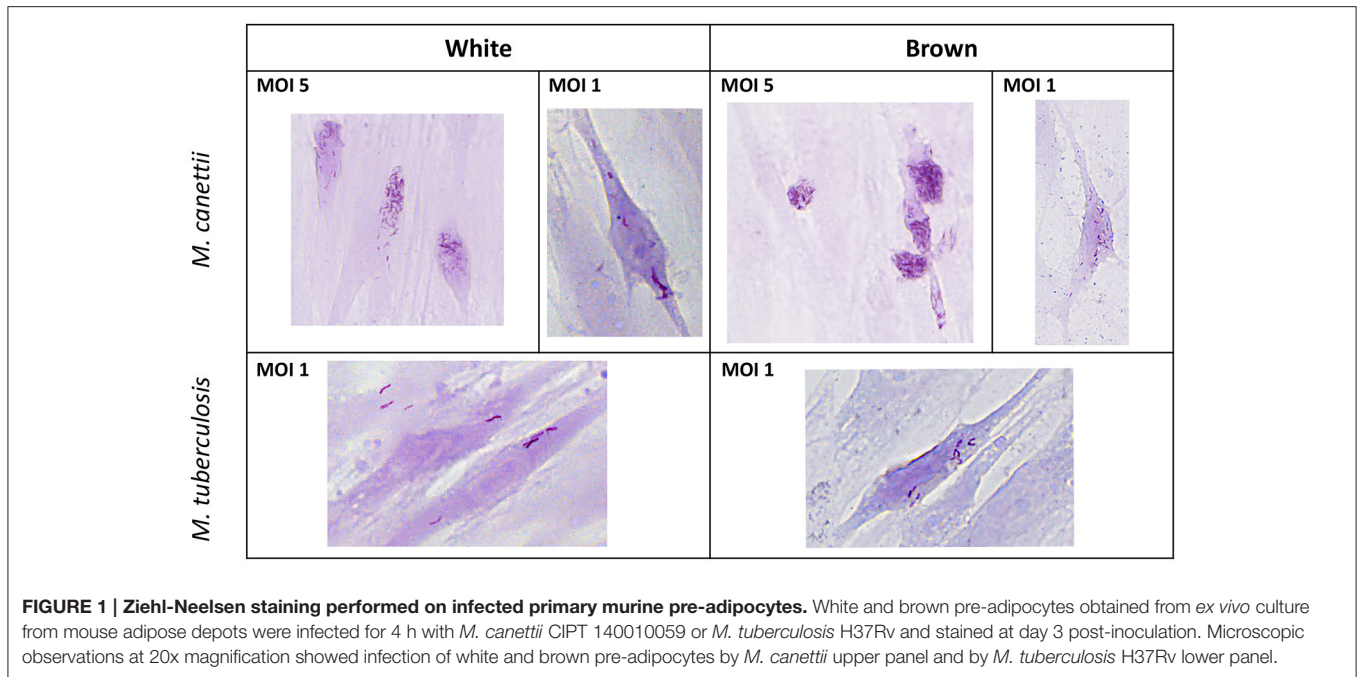 White
Brown
MOI 5
MOI 1
MOI 5
MOI 1
M. canettii
MOI 1
MOI 1
M. tuberculosis
FIGURE 1 | Ziehl-Neelsen staining performed on infected primary murine pre-adipocytes. White and brown pre-adipocytes obtained from ex vivo culture
from mouse adipose depots were infected for 4 h with M. canettii CIPT 140010059 or M. tuberculosis H37Rv and stained at day 3 post-inoculation. Microscopic
observations at 20x magnification showed infection of white and brown pre-adipocytes by M. canettii upper panel and by M. tuberculosis H37Rv lower panel.